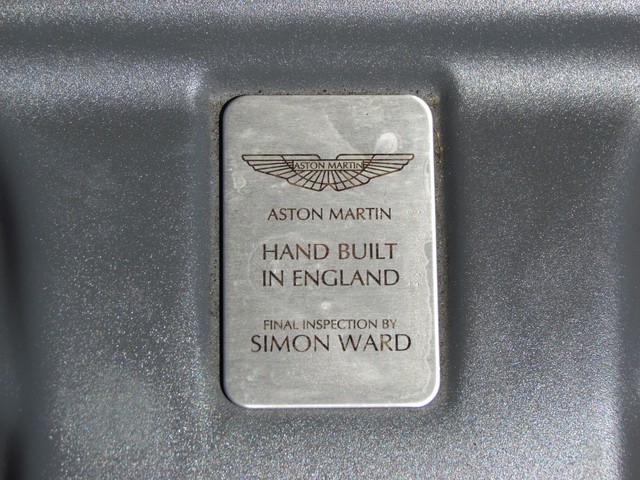 ASTON MARTIN
ASTON MARTIN
HAND BUILT
IN ENGLAND
FINAL INSPECTION BY
SIMON WARD